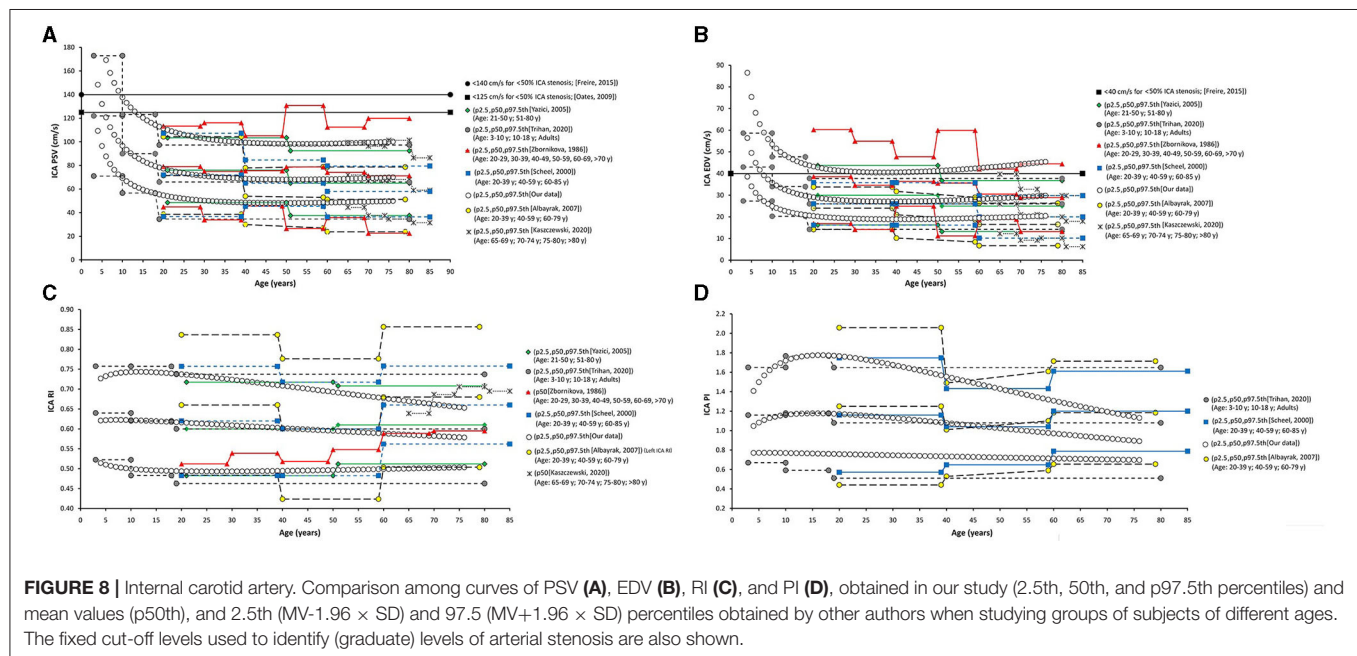 A
ICA PSV (cm/s)
180
160
140
120
100
80
60
40
20
0
0 5 10 15 20 25 30 35 40 45 50 55 60 65 70 75 80 85 90
Age (years)
<140 cm/s for <50% ICA stenosis; [Freire, 2015])
<125 cm/s for <50% ICA stenosis; [Oates, 2009])
(p2.5,p50,p97.5th[Yazici, 2005])
(Age: 21-50 y; 51-80 y)
(p2.5,p50,p97.5th [Trihan, 2020])
(Age: 3-10 y; 10-18 y; Adults)
(p2.5,p50,p97.5th [Zbornikova, 1986])
(Age: 20-29, 30-39, 40-49, 50-59, 60-69, >70 y)
(p2.5,p50,p97.5th [Scheel, 2000])
(Age: 20-39 y; 40-59 y; 60-85 y)
(p2.5,p50,p97.5th [Our data])
(p2.5,p50,p97.5th [Albayrak, 2007])
(Age: 20-39 y; 40-59 y; 60-79 y)
(p2.5,p50,p97.5th [Kaszczewski, 2020])
(Age: 65-69 y; 70-74 y; 75-80y; >80 y)
B
ICA EDV (cm/s)
90
80
70
60
50
40
30
20
10
0
0 5 10 15 20 25 30 35 40 45 50 55 60 65 70 75 80 85
Age (years)
<40 cm/s for <50% ICA stenosis [Freire, 2015])
(p2.5,p50,p97.5th [Yazici, 2005])
(Age: 21-50 y; 51-80 y)
(p2.5,p50,p97.5th [Trihan, 2020])
(Age: 3-10 y; 10-18 y; Adults)
(p2.5,p50,p97.5th [Zbornikova, 1986])
(Age: 20-29, 30-39, 40-49, 50-59, 60-69, >70 y)
(p2.5,p50,p97.5th [Scheel, 2000])
(Age: 20-39 y; 40-59 y; 60-85 y)
(p2.5,p50,p97.5th [Our data])
(p2.5,p50,p97.5th [Albayrak, 2007])
(Age: 20-39 y; 40-59 y; 60-79 y)
(p2.5,p50,p97.5th [Kaszczewski, 2020])
(Age: 65-69 y; 70-74 y; 75-80y; >80 y)
C
ICA RI
0.90
0.85
0.80
0.75
0.70
0.65
0.60
0.55
0.50
0.45
0.40
0 5 10 15 20 25 30 35 40 45 50 55 60 65 70 75 80 85
Age (years)
(p2.5,p50,p97.5th[Yazici, 2005])
(Age: 21-50 y; 51-80 y)
(p2.5,p50,p97.5th[Trihan, 2020])
(Age: 3-10 y; 10-18 y; Adults)
(p50[Zbornikova, 1986])
(Age: 20-29, 30-39, 40-49, 50-59, 60-69, >70 y)
(p2.5,p50,p97.5th[Scheel, 2000])
(Age: 20-39 y; 40-59 y; 60-85 y)
(p2.5,p50,p97.5th[Our data])
(p2.5,p50,p97.5th [Albayrak, 2007]) (Left ICA RI)
(Age: 20-39 y; 40-59 y; 60-79 y)
(p50[Kaszczewski, 2020])
(Age: 65-69 y; 70-74 y; 75-80y; >80 y)
D
ICA PI
2.2
2.0
1.8
1.6
1.4
1.2
1.0
0.8
0.6
0.4
0.2
0.0
0 5 10 15 20 25 30 35 40 45 50 55 60 65 70 75 80 85
Age (years)
(p2.5,p50,p97.5th[Trihan, 2020])
(Age: 3-10 y; 10-18 y; Adults)
(p2.5,p50,p97.5th [Scheel, 2000])
(Age: 20-39 y; 40-59 y; 60-85 y)
(p2.5,p50,p97.5th[Our data])
(p2.5,p50,p97.5th [Albayrak, 2007])
(Age: 20-39 y; 40-59 y; 60-79 y)
FIGURE 8 | Internal carotid artery. Comparison among curves of PSV (A), EDV (B), RI (C), and PI (D), obtained in our study (2.5th, 50th, and p97.5th percentiles) and
mean values (p50th), and 2.5th (MV-1.96 × SD) and 97.5 (MV+1.96 × SD) percentiles obtained by other authors when studying groups of subjects of different ages.
The fixed cut-off levels used to identify (graduate) levels of arterial stenosis are also shown.